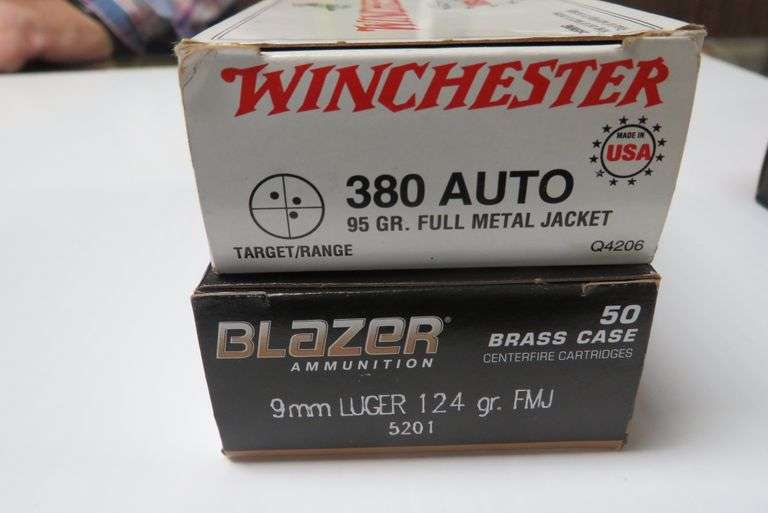 WINCHESTER
MADE IN
USA
380 AUTO
95 GR. FULL METAL JACKET
TARGET/RANGE
Q4206
BLAZER®
AMMUNITION
50
BRASS CASE
CENTERFIRE CARTRIDGES
9mm LUGER 124 gr. FMJ
5201
WINCHESTER